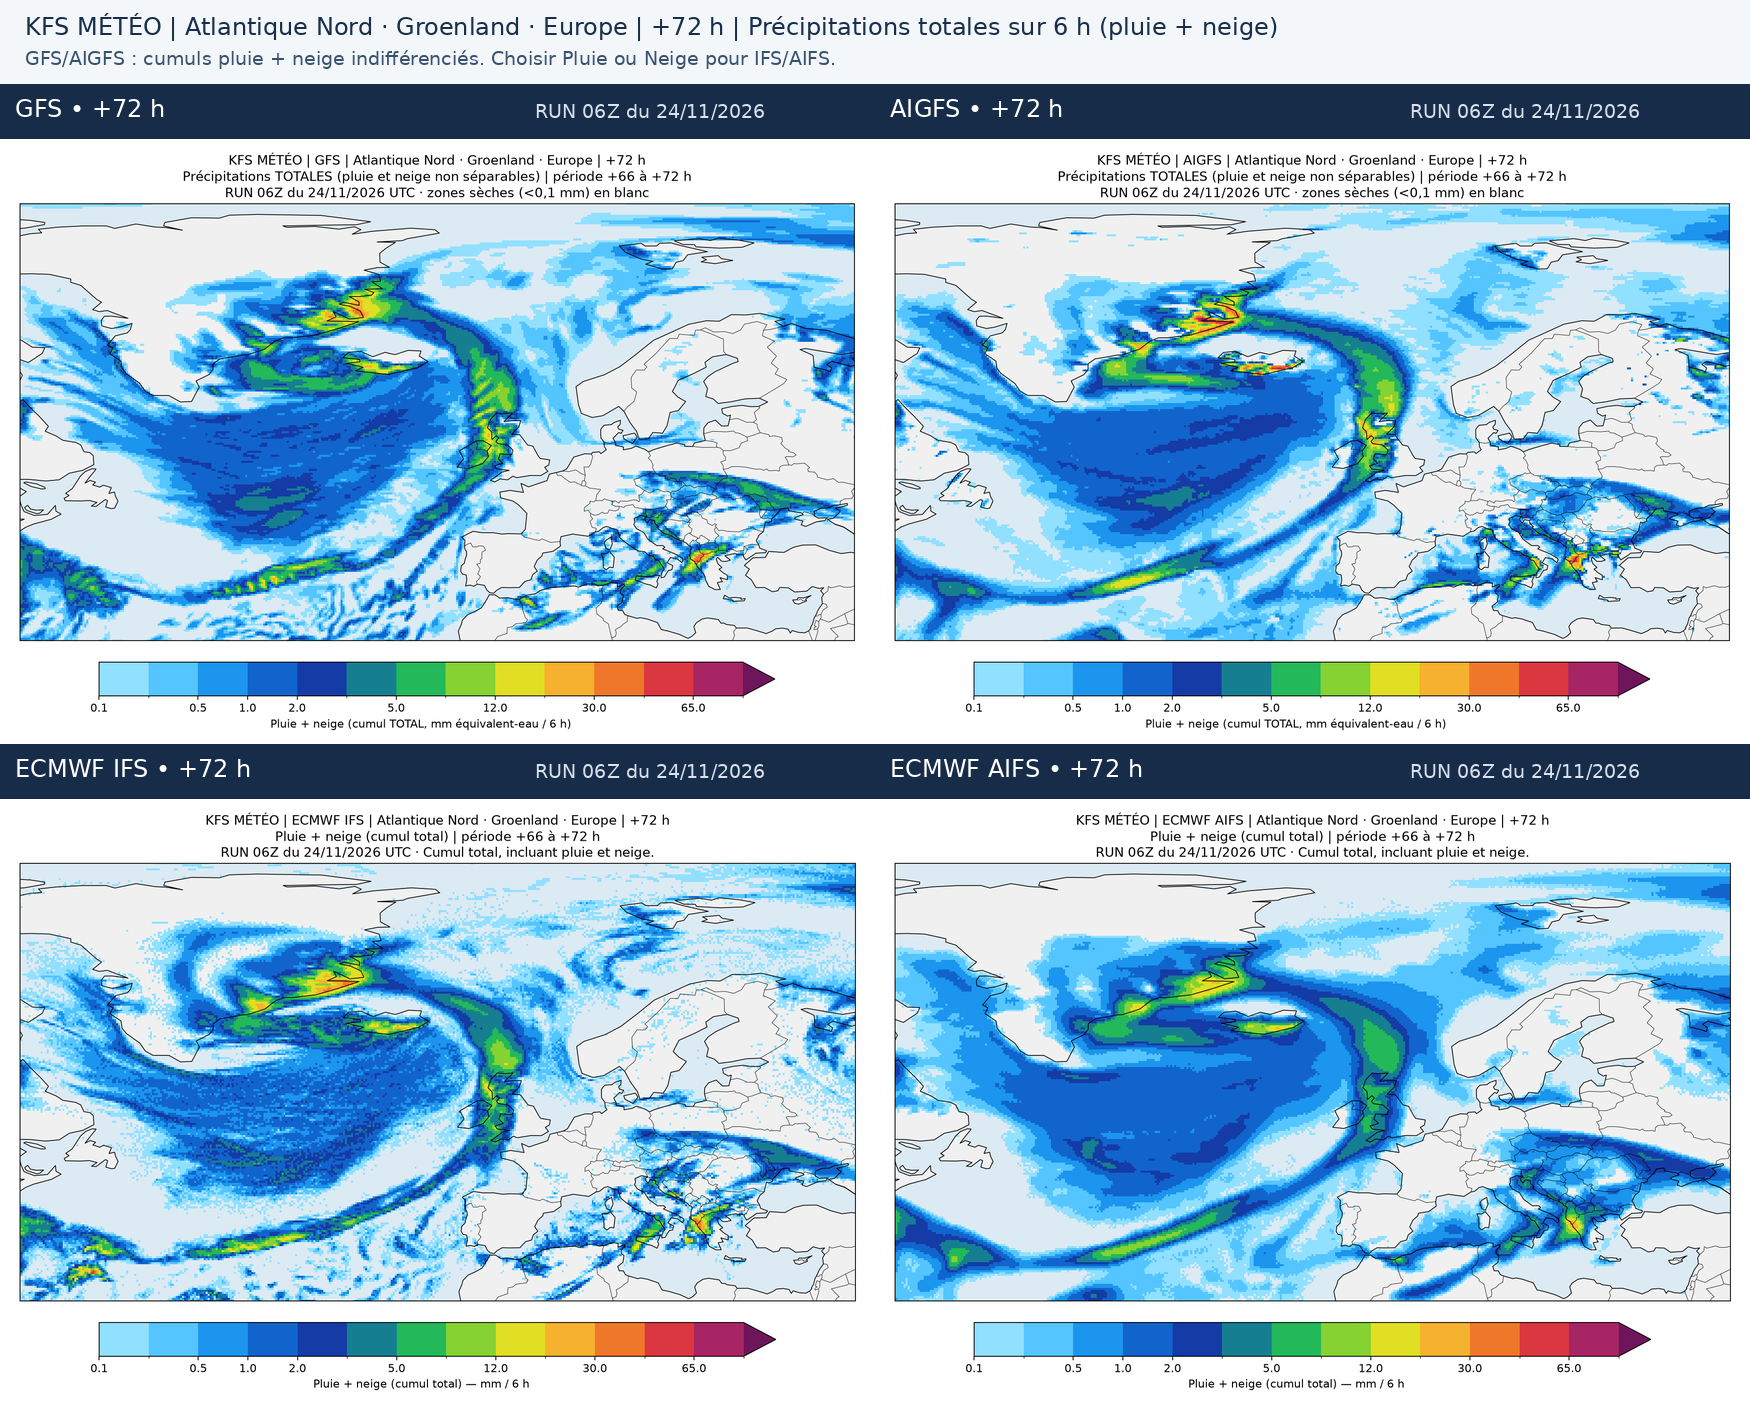 KFS MÉTÉO | Atlantique Nord · Groenland · Europe | +72 h | Précipitations totales sur 6 h (pluie + neige)
GFS/AIGFS : cumuls pluie + neige indifférenciés. Choisir Pluie ou Neige pour IFS/AIFS.
GFS • +72 h
RUN 06Z du 24/11/2026
AIGFS • +72 h
RUN 06Z du 24/11/2026
KFS MÉTÉO | GFS | Atlantique Nord · Groenland · Europe | +72 h
Précipitations TOTALES (pluie et neige non séparables) | période +66 à +72 h
RUN 06Z du 24/11/2026 UTC · zones sèches (<0,1 mm) en blanc
KFS MÉTÉO | AIGFS | Atlantique Nord · Groenland · Europe | +72 h
Précipitations TOTALES (pluie et neige non séparables) | période +66 à +72 h
RUN 06Z du 24/11/2026 UTC · zones sèches (<0,1 mm) en blanc
0.1 0.5 1.0 2.0 5.0 12.0 30.0 65.0
Pluie + neige (cumul TOTAL, mm équivalent-eau / 6 h)
0.1 0.5 1.0 2.0 5.0 12.0 30.0 65.0
Pluie + neige (cumul TOTAL, mm équivalent-eau / 6 h)
ECMWF IFS • +72 h
RUN 06Z du 24/11/2026
ECMWF AIFS • +72 h
RUN 06Z du 24/11/2026
KFS MÉTÉO | ECMWF IFS | Atlantique Nord · Groenland · Europe | +72 h
Pluie + neige (cumul total) | période +66 à +72 h
RUN 06Z du 24/11/2026 UTC · Cumul total, incluant pluie et neige.
KFS MÉTÉO | ECMWF AIFS | Atlantique Nord · Groenland · Europe | +72 h
Pluie + neige (cumul total) | période +66 à +72 h
RUN 06Z du 24/11/2026 UTC · Cumul total, incluant pluie et neige.
0.1 0.5 1.0 2.0 5.0 12.0 30.0 65.0
Pluie + neige (cumul total) — mm / 6 h
0.1 0.5 1.0 2.0 5.0 12.0 30.0 65.0
Pluie + neige (cumul total) — mm / 6 h